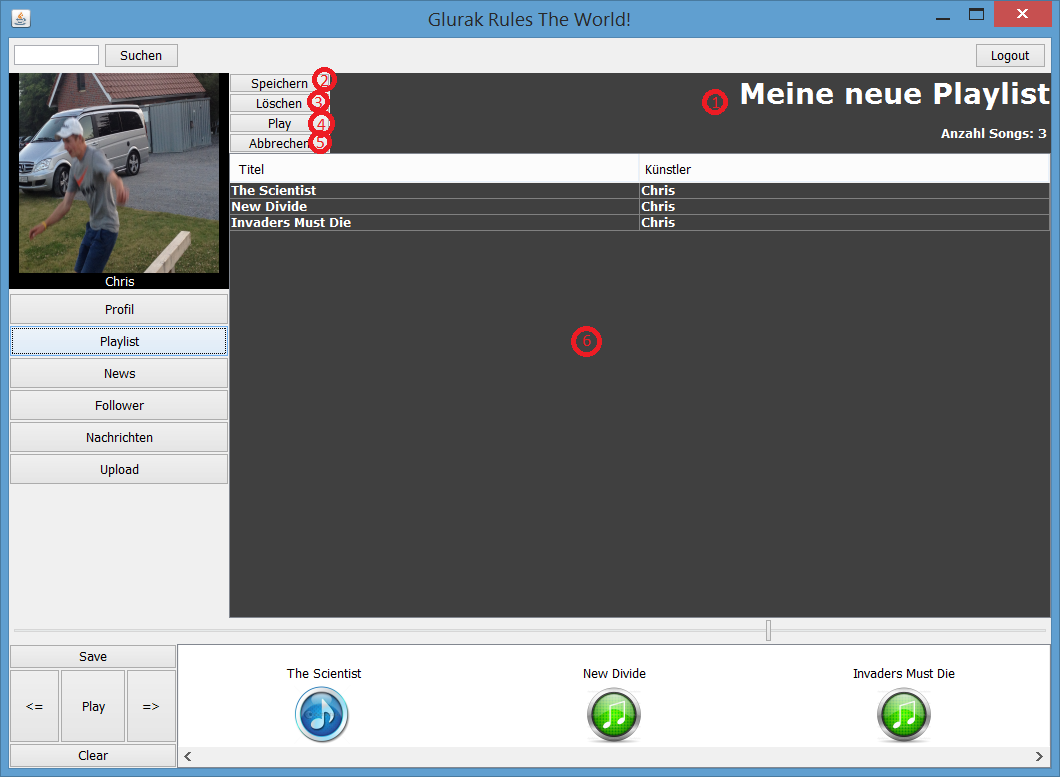 Glurak Rules The World!
Suchen
Logout
Speichern 2
Löschen 3
Play 4
Abbrechen 5
1 Meine neue Playlist
Anzahl Songs: 3
Chris
Profil
Playlist
News
Follower
Nachrichten
Upload
Titel Künstler
The Scientist Chris
New Divide Chris
Invaders Must Die Chris
6
Save
<= Play =>
Clear
The Scientist New Divide Invaders Must Die